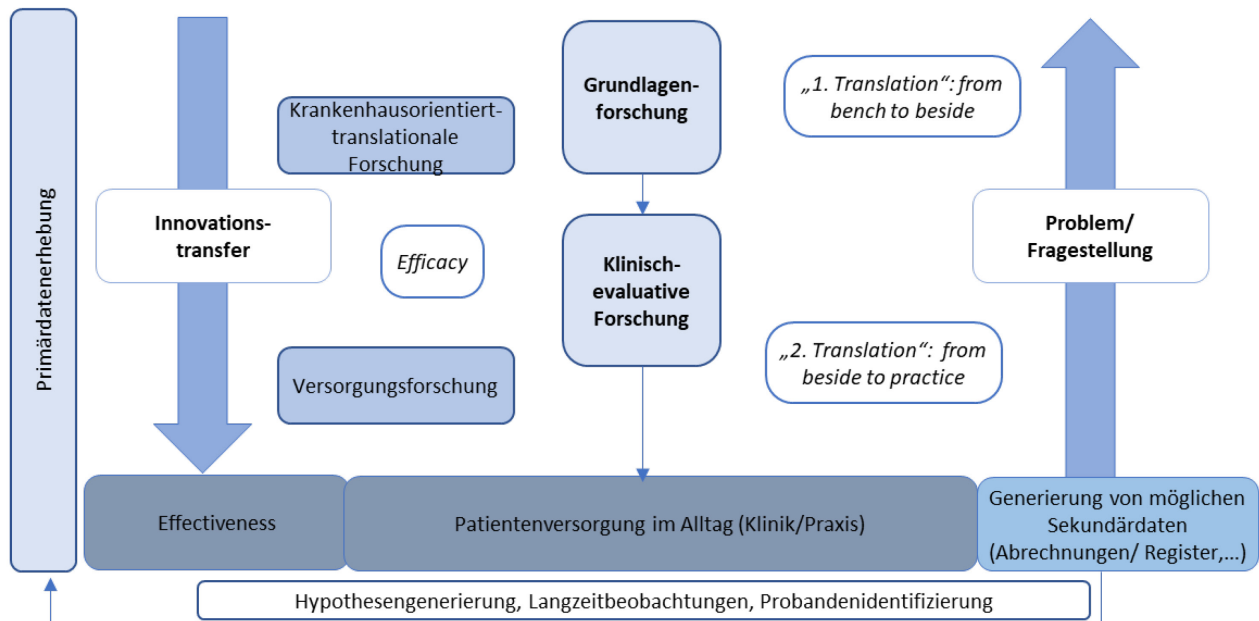 Primärdatenerhebung
Innovations-
transfer
Krankenhausorientiert-
translationale
Forschung
Efficacy
Versorgungsforschung
Grundlagen-
forschung
Klinisch-
evaluative
Forschung
„1. Translation“: from
bench to beside
Problem/
Fragestellung
„2. Translation“: from
beside to practice
Effectiveness
Patientenversorgung im Alltag (Klinik/Praxis)
Generierung von möglichen
Sekundärdaten
(Abrechnungen/ Register,...)
Hypothesengenerierung, Langzeitbeobachtungen, Probandenidentifizierung